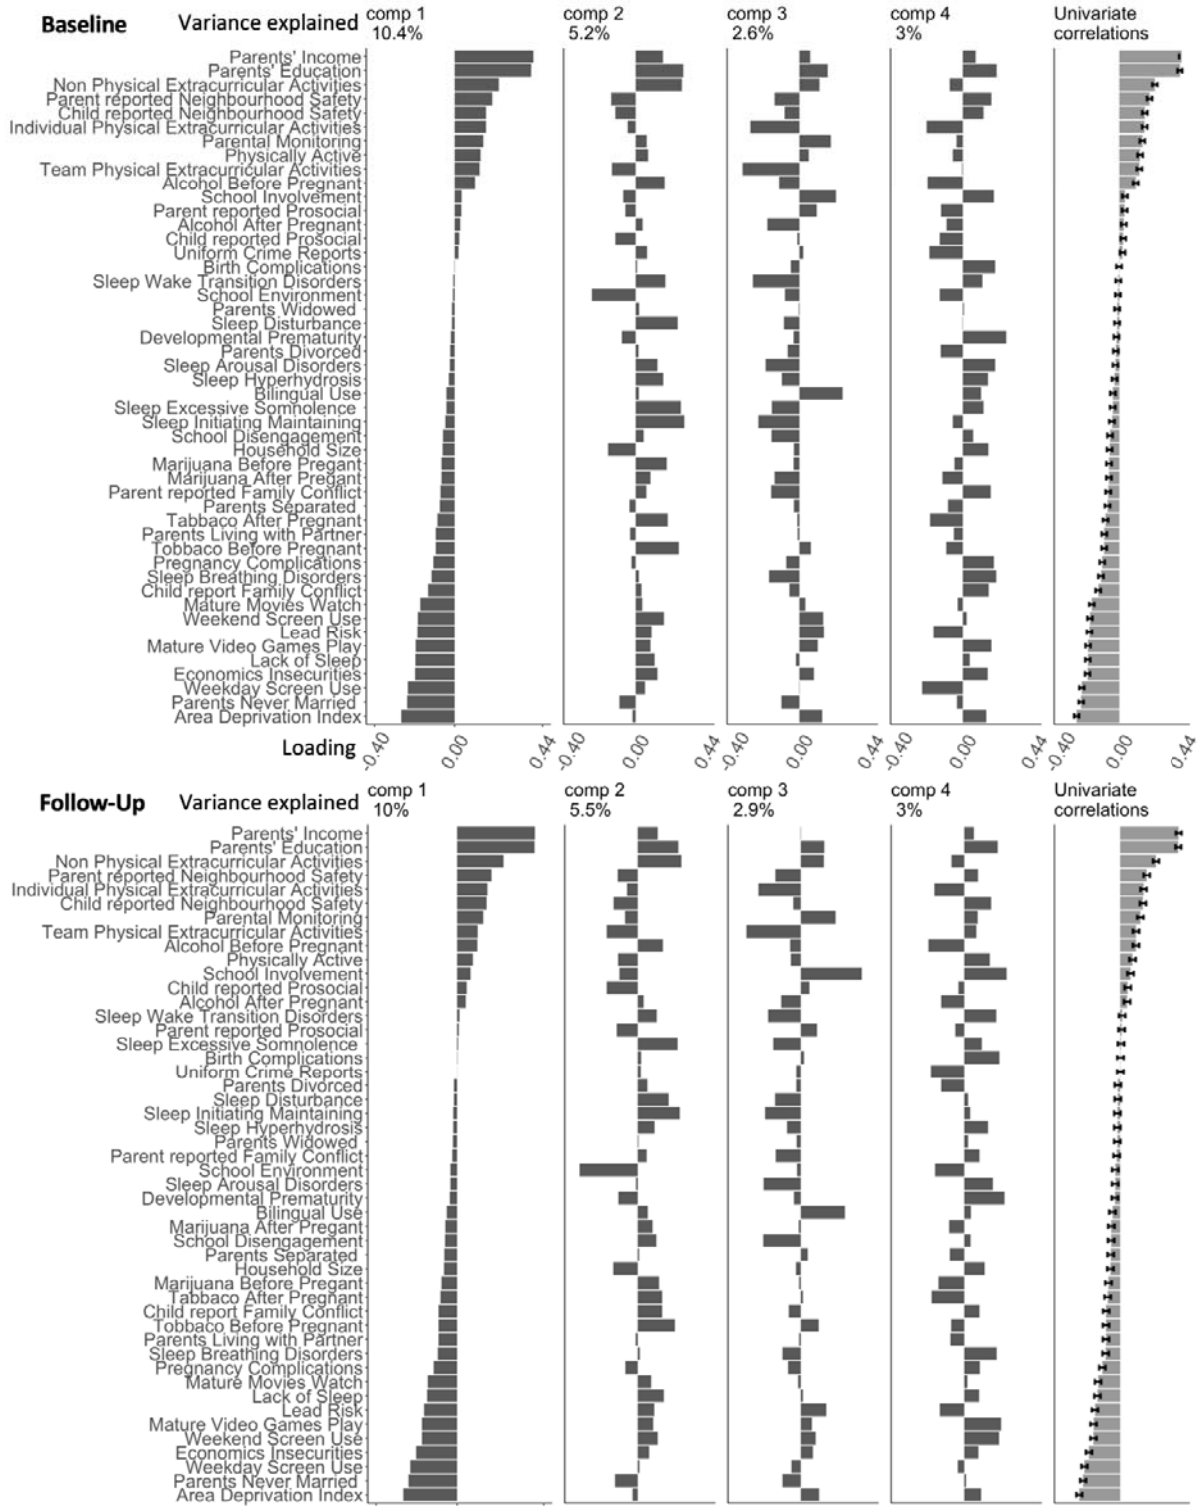 Baseline Variance explained comp 1 10.4% comp 2 5.2% comp 3 2.6% comp 4 3% Univariate correlations
Parents' Income
Parents' Education
Non Physical Extracurricular Activities
Parent reported Neighbourhood Safety
Child reported Neighbourhood Safety
Individual Physical Extracurricular Activities
Parental Monitoring
Physically Active
Team Physical Extracurricular Activities
Alcohol Before Pregnant
School Involvement
Parent reported Prosocial
Alcohol After Pregnant
Child reported Prosocial
Uniform Crime Reports
Birth Complications
Sleep Wake Transition Disorders
School Environment
Parents Widowed
Sleep Disturbance
Developmental Prematurity
Parents Divorced
Sleep Arousal Disorders
Sleep Hyperhydrosis
Bilingual Use
Sleep Excessive Somnolence
Sleep Initiating Maintaining
School Disengagement
Household Size
Marijuana Before Pregant
Marijuana After Pregant
Parent reported Family Conflict
Parents Separated
Tabbaco After Pregnant
Parents Living with Partner
Tobbaco Before Pregnant
Pregnancy Complications
Sleep Breathing Disorders
Child report Family Conflict
Mature Movies Watch
Weekend Screen Use
Lead Risk
Mature Video Games Play
Lack of Sleep
Economics Insecurities
Weekday Screen Use
Parents Never Married
Area Deprivation Index
Loading -0.40 0.00 0.44 -0.40 0.00 0.44 -0.40 0.00 0.44 -0.40 0.00 0.44 -0.40 0.00 0.44
Follow-Up Variance explained comp 1 10% comp 2 5.5% comp 3 2.9% comp 4 3% Univariate correlations
Parents' Income
Parents' Education
Non Physical Extracurricular Activities
Parent reported Neighbourhood Safety
Individual Physical Extracurricular Activities
Child reported Neighbourhood Safety
Parental Monitoring
Team Physical Extracurricular Activities
Alcohol Before Pregnant
Physically Active
School Involvement
Child reported Prosocial
Alcohol After Pregnant
Sleep Wake Transition Disorders
Parent reported Prosocial
Sleep Excessive Somnolence
Birth Complications
Uniform Crime Reports
Parents Divorced
Sleep Disturbance
Sleep Initiating Maintaining
Sleep Hyperhydrosis
Parents Widowed
Parent reported Family Conflict
School Environment
Sleep Arousal Disorders
Developmental Prematurity
Bilingual Use
Marijuana After Pregant
School Disengagement
Parents Separated
Household Size
Marijuana Before Pregant
Tabbaco After Pregnant
Child report Family Conflict
Tobbaco Before Pregnant
Parents Living with Partner
Sleep Breathing Disorders
Pregnancy Complications
Mature Movies Watch
Lack of Sleep
Lead Risk
Mature Video Games Play
Weekend Screen Use
Economics Insecurities
Weekday Screen Use
Parents Never Married
Area Deprivation Index